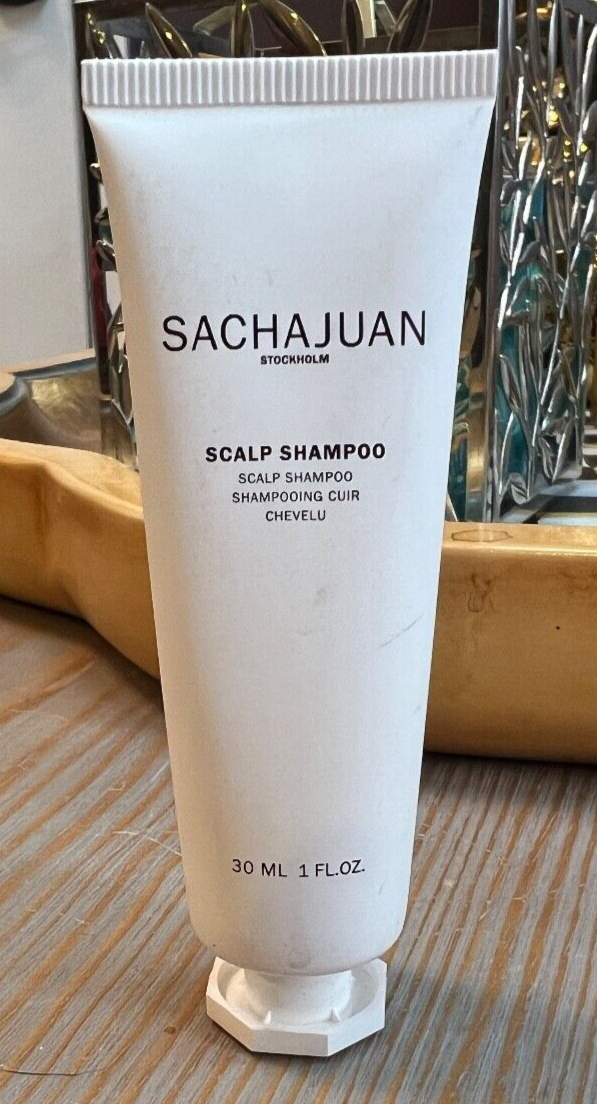 SACHAJUAN
STOCKHOLM
SCALP SHAMPOO
SCALP SHAMPOO
SHAMPOOING CUIR
CHEVELU
30 ML 1 FL.OZ.